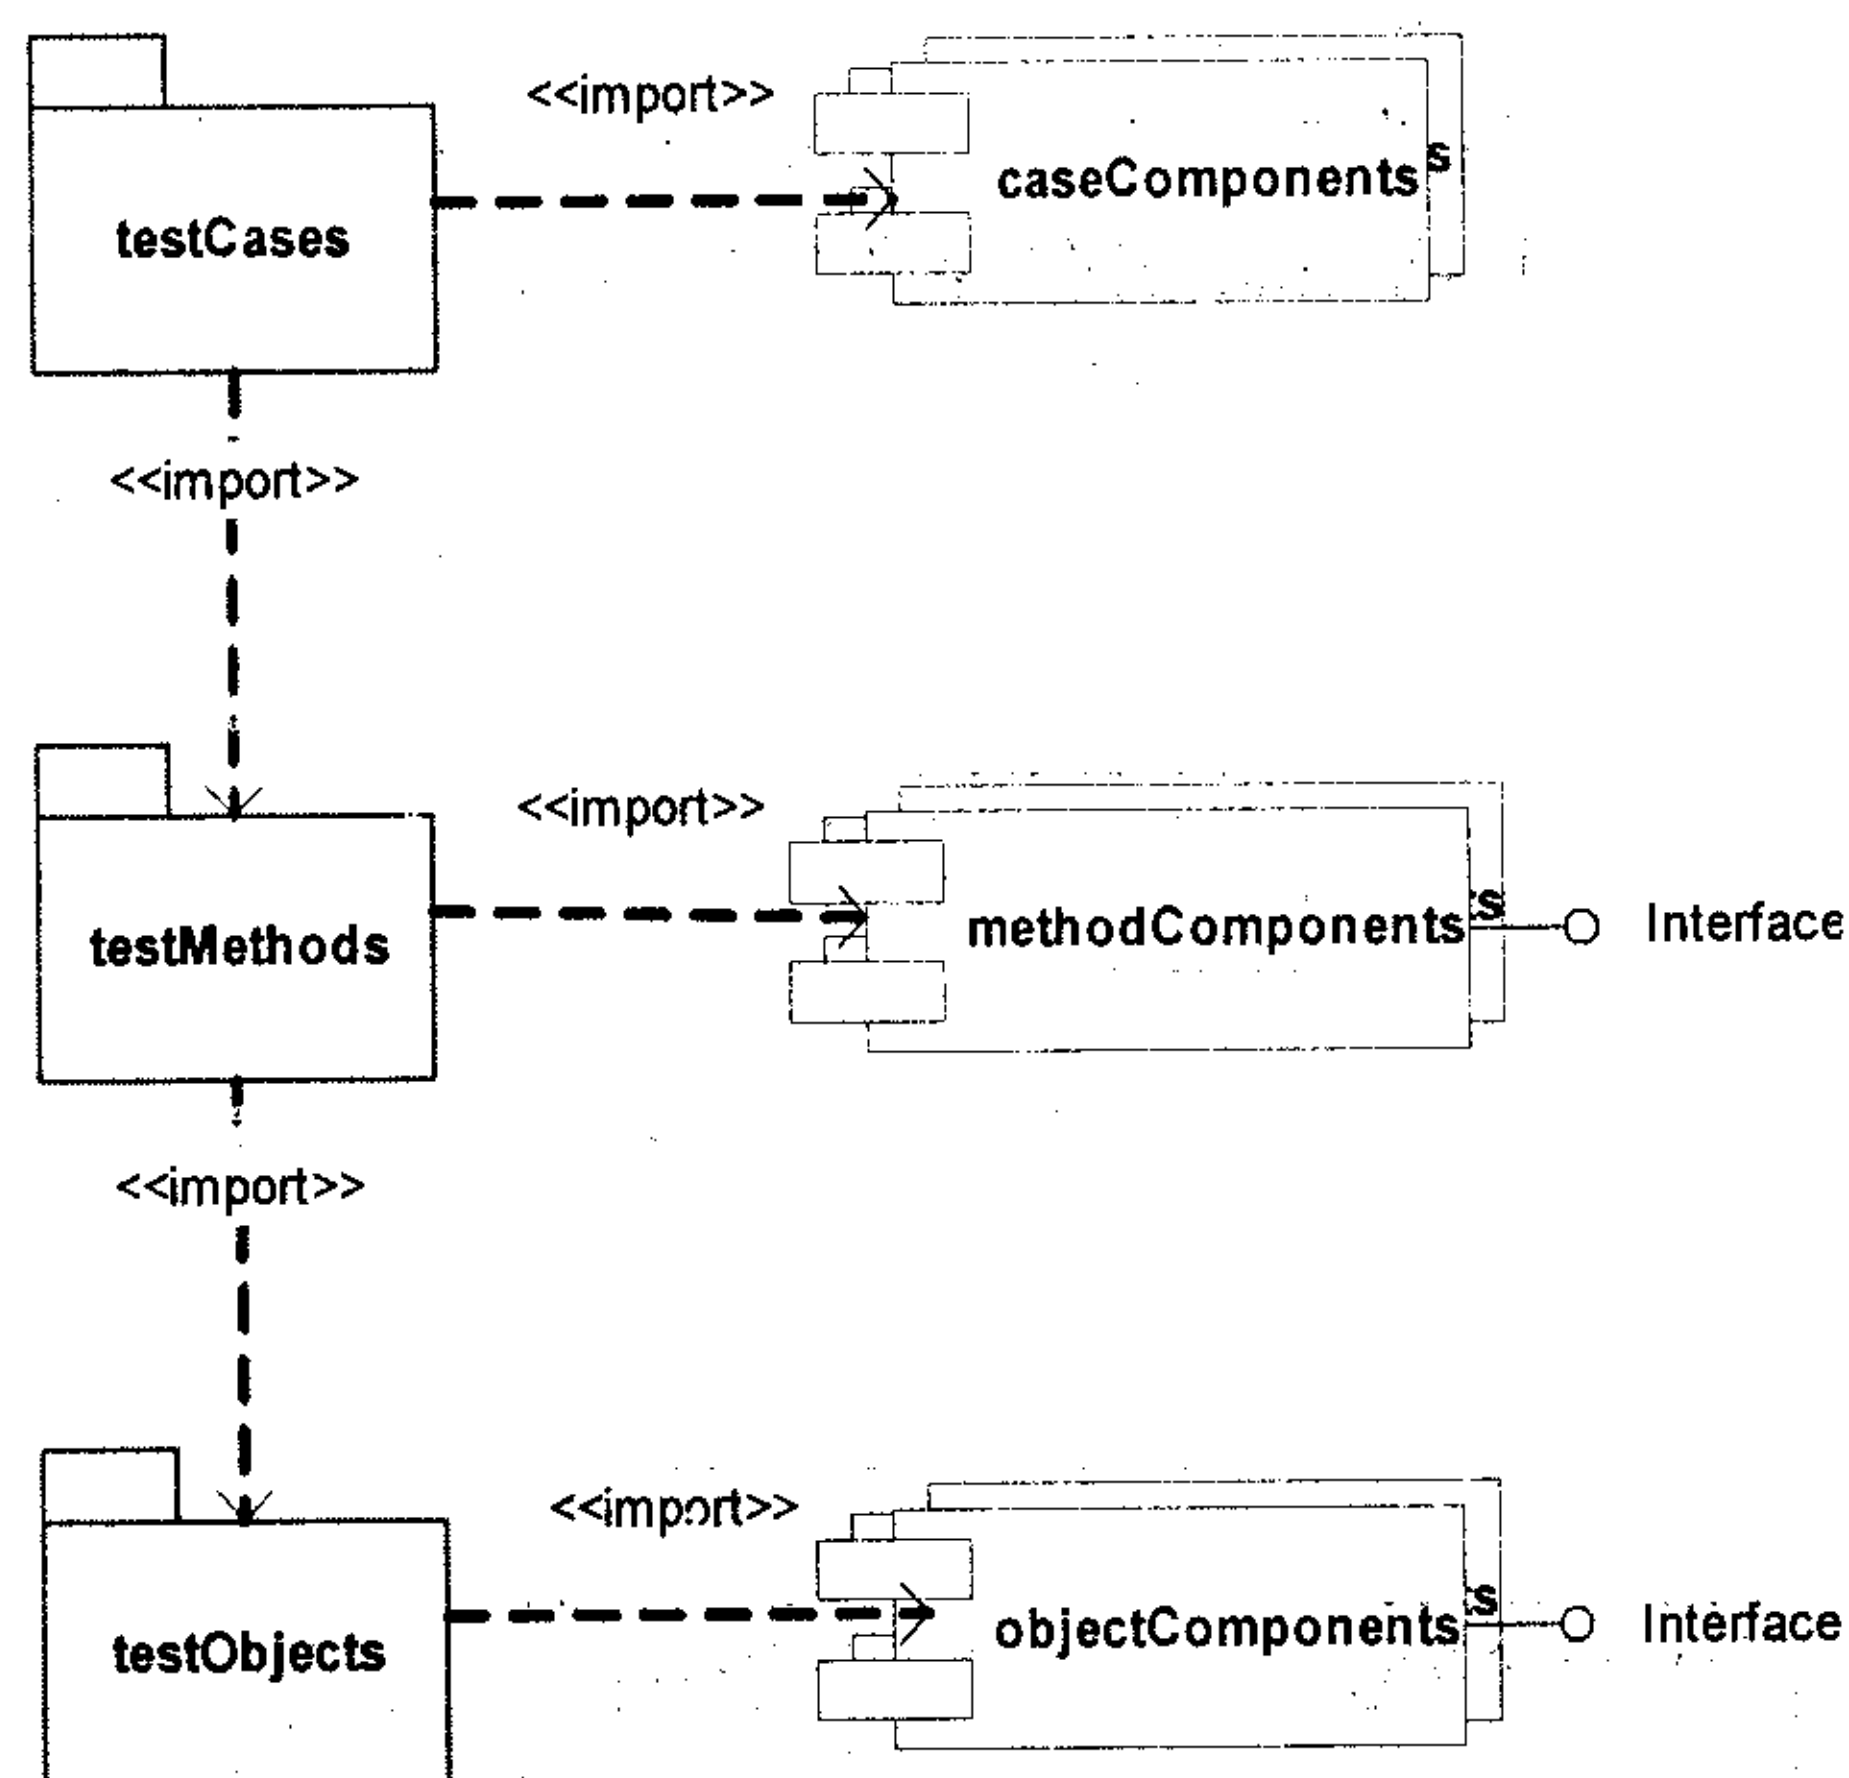 <<import>>
caseComponents
s
testCases
<<import>>
<<import>>
methodComponents
s
Interface
testMethods
<<import>>
<<import>>
objectComponents
s
Interface
testObjects